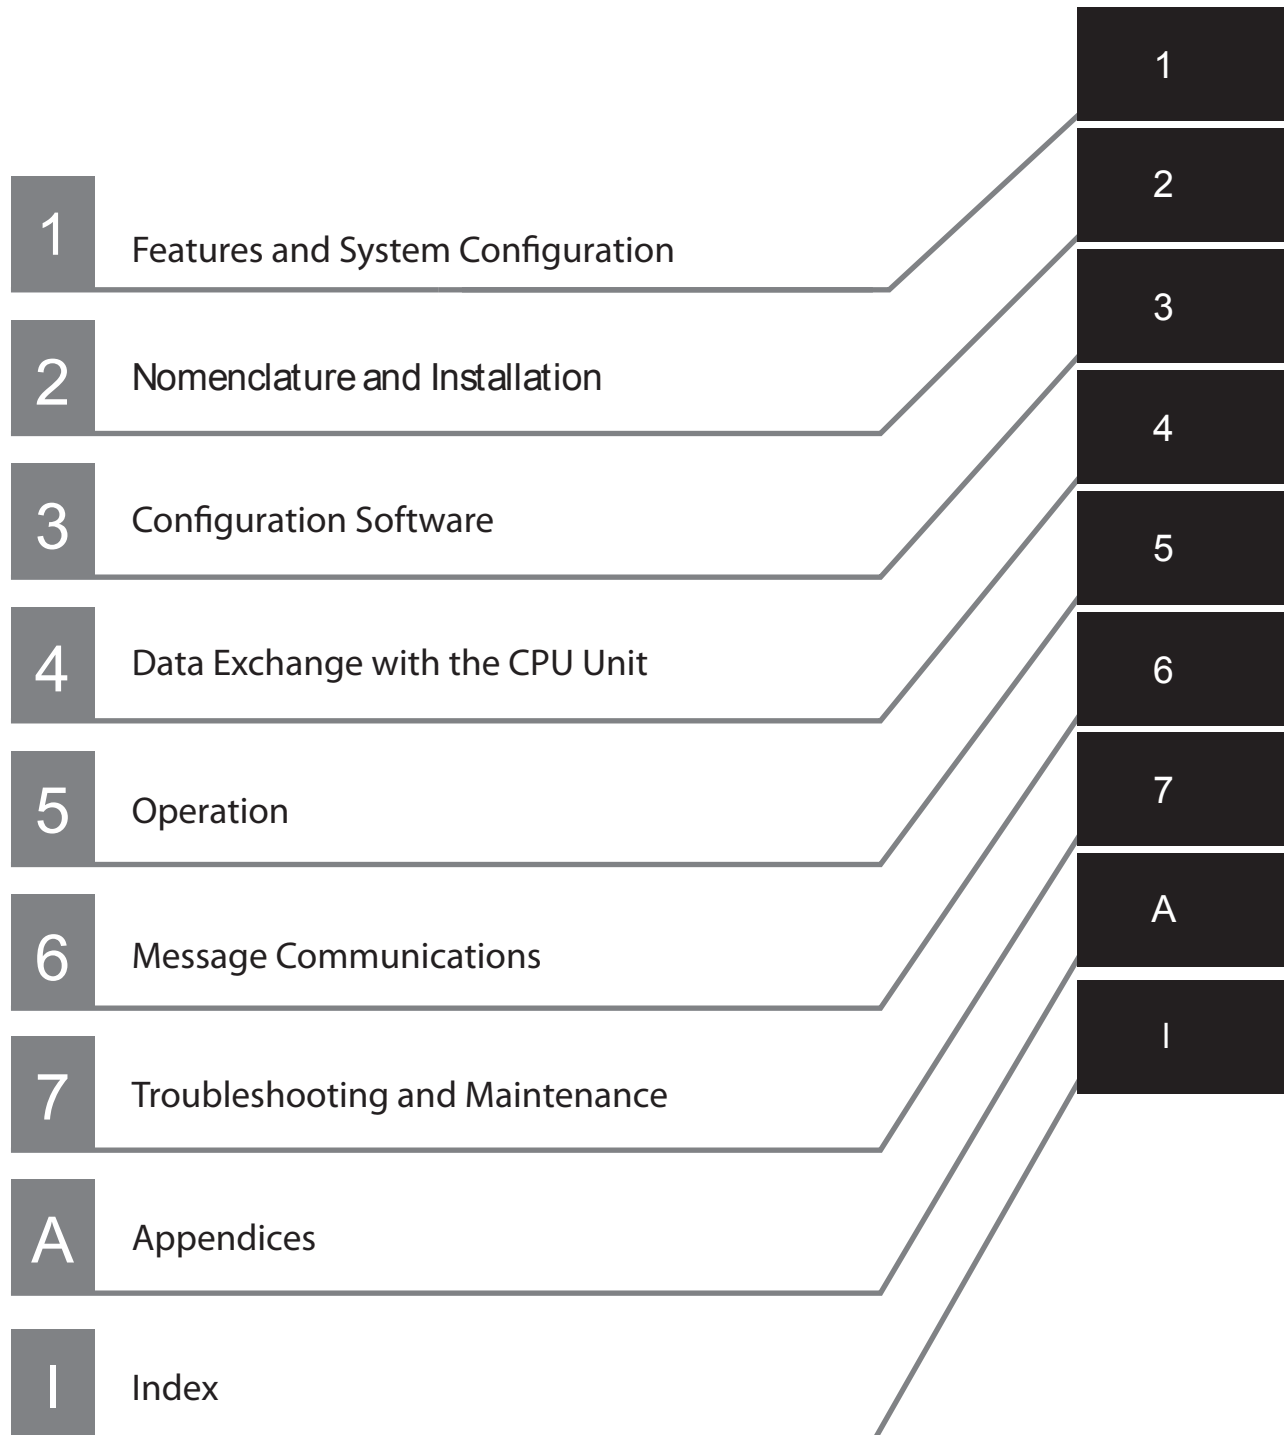 1
Features and System Configuration
2
Nomenclature and Installation
3
Configuration Software
4
Data Exchange with the CPU Unit
5
Operation
6
Message Communications
7
Troubleshooting and Maintenance
A
Appendices
I
Index
1
2
3
4
5
6
7
A
I